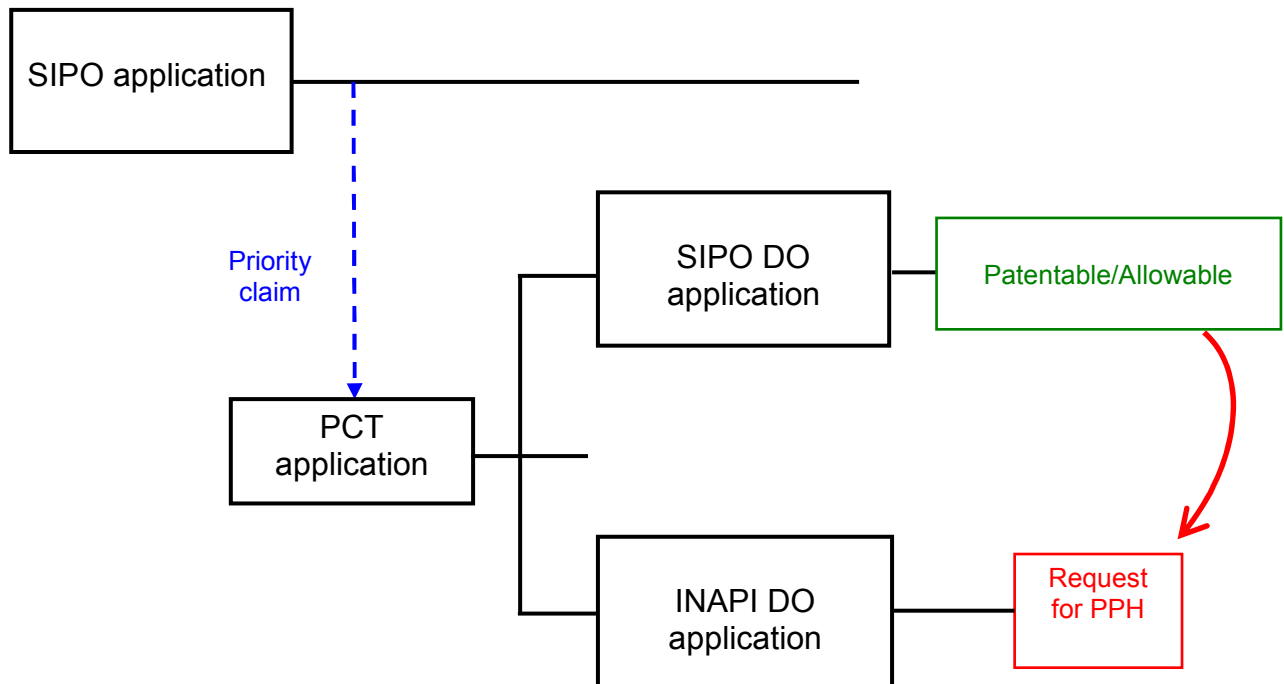 SIPO application
Priority
claim
SIPO DO
application
Patentable/Allowable
PCT
application
INAPI DO
application
Request
for PPH